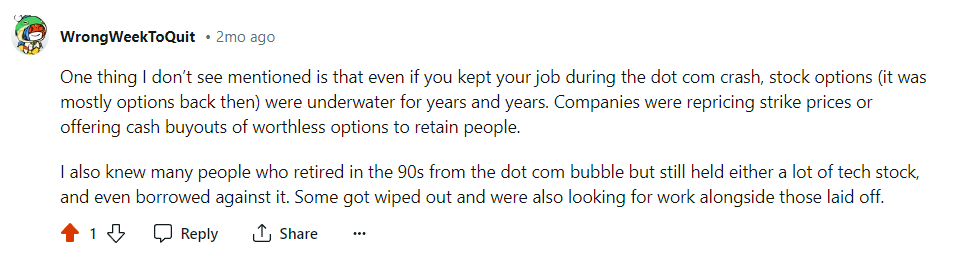 WrongWeekToQuit • 2mo ago
One thing I don’t see mentioned is that even if you kept your job during the dot com crash, stock options (it was
mostly options back then) were underwater for years and years. Companies were repricing strike prices or
offering cash buyouts of worthless options to retain people.
I also knew many people who retired in the 90s from the dot com bubble but still held either a lot of tech stock,
and even borrowed against it. Some got wiped out and were also looking for work alongside those laid off.
1 Reply Share ···